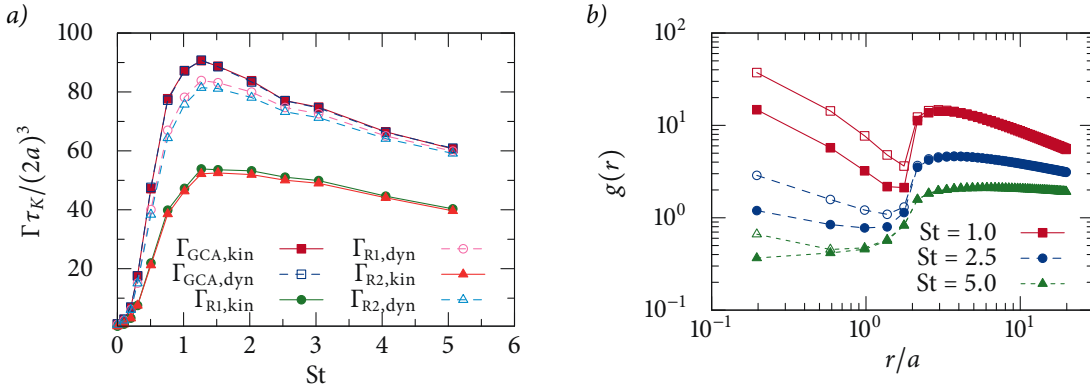 a)
Γτ_K/(2a)^3
100
80
60
40
20
0
0 1 2 3 4 5 6
St
Γ_GCA,kin
Γ_GCA,dyn
Γ_R1,kin
Γ_R1,dyn
Γ_R2,kin
Γ_R2,dyn
b)
g(r)
10^2
10^1
10^0
10^-1
10^-1 10^0 10^1
r/a
St = 1.0
St = 2.5
St = 5.0